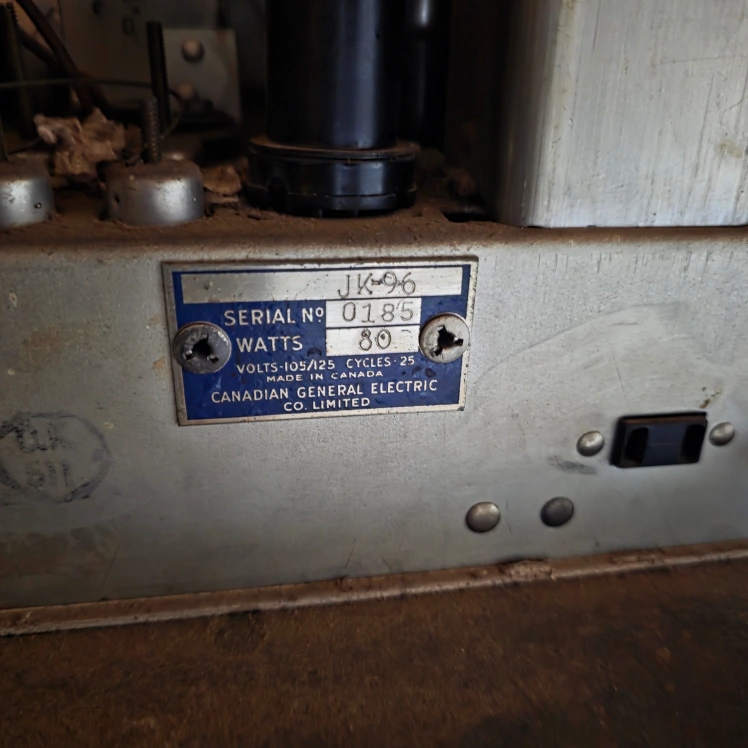 JK-96
SERIAL Nº 0185
WATTS 80
VOLTS-105/125 CYCLES-25
MADE IN CANADA
CANADIAN GENERAL ELECTRIC
CO. LIMITED